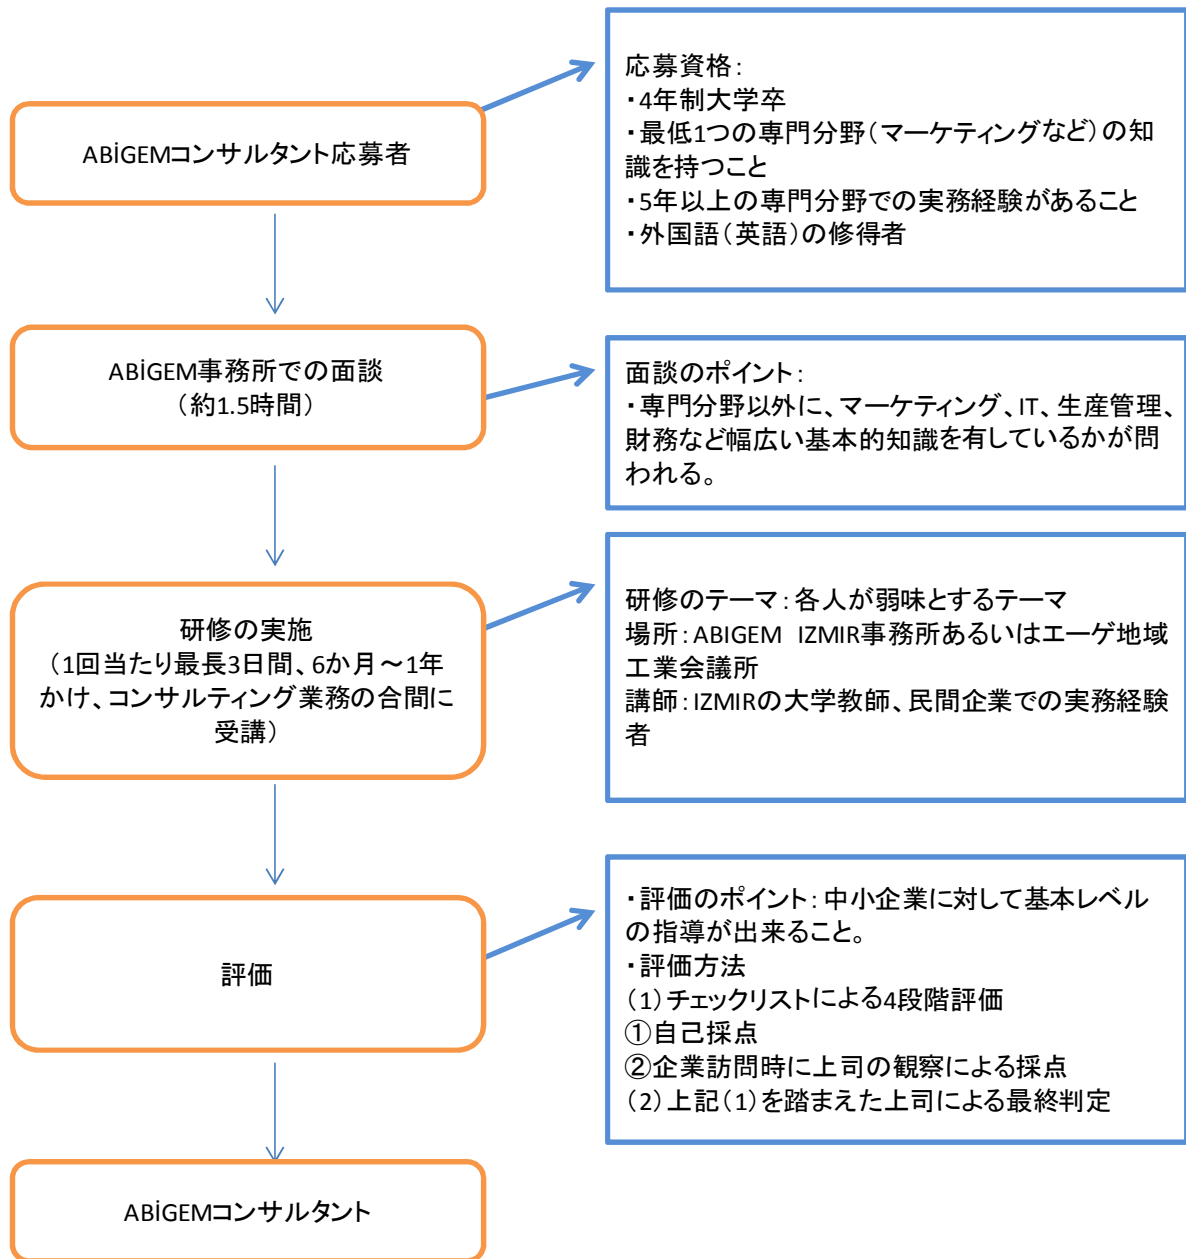 応募資格：
・4年制大学卒
・最低1つの専門分野（マーケティングなど）の知
識を持つこと
・5年以上の専門分野での実務経験があること
・外国語（英語）の修得者
ABİGEMコンサルタント応募者
ABİGEM事務所での面談
（約1.5時間）
面談のポイント：
・専門分野以外に、マーケティング、IT、生産管理、
財務など幅広い基本的知識を有しているかが問
われる。
研修の実施
（1回当たり最長3日間、6か月～1年
かけ、コンサルティング業務の合間に
受講）
研修のテーマ：各人が弱味とするテーマ
場所：ABIGEM　IZMIR事務所あるいはエーゲ地域
工業会議所
講師：IZMIRの大学教師、民間企業での実務経験
者
評価
・評価のポイント：中小企業に対して基本レベル
の指導が出来ること。
・評価方法
（1）チェックリストによる4段階評価
①自己採点
②企業訪問時に上司の観察による採点
（2）上記（1）を踏まえた上司による最終判定
ABİGEMコンサルタント